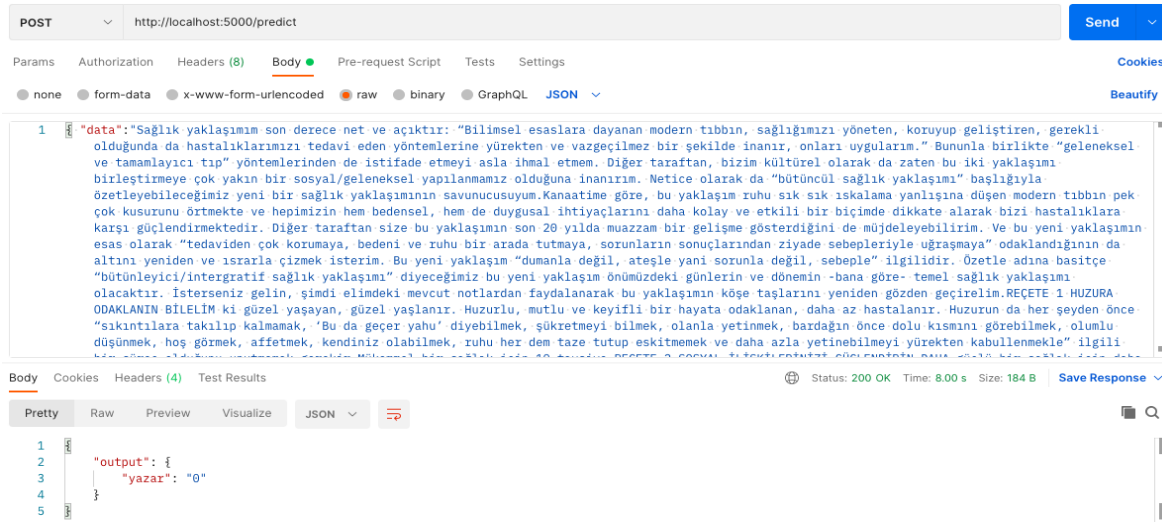 POST http://localhost:5000/predict Send
Params Authorization Headers (8) Body Pre-request Script Tests Settings Cookies
none form-data x-www-form-urlencoded raw binary GraphQL JSON Beautify
1 { "data":"Sağlık yaklaşımım son derece net ve açıktır: “Bilimsel esaslara dayanan modern tıbbın, sağlığımızı yöneten, koruyup geliştiren, gerekli
olduğunda da hastalıklarımızı tedavi eden yöntemlerine yürekten ve vazgeçilmez bir şekilde inanır, onları uygularım.” Bununla birlikte “geleneksel
ve tamamlayıcı tıp” yöntemlerinden de istifade etmeyi asla ihmal etmem. Diğer taraftan, bizim kültürel olarak da zaten bu iki yaklaşımı
birleştirmeye çok yakın bir sosyal/geleneksel yapılanmamız olduğuna inanırım. Netice olarak da “bütüncül sağlık yaklaşımı” başlığıyla
özetleyebileceğimiz yeni bir sağlık yaklaşımının savunucusuyum.Kanaatime göre, bu yaklaşım ruhu sık sık ıskalama yanlışına düşen modern tıbbın pek
çok kusurunu örtmekte ve hepimizin hem bedensel, hem de duygusal ihtiyaçlarını daha kolay ve etkili bir biçimde dikkate alarak bizi hastalıklara
karşı güçlendirmektedir. Diğer taraftan size bu yaklaşımın son 20 yılda muazzam bir gelişme gösterdiğini de müjdeleyebilirim. Ve bu yeni yaklaşımın
esas olarak “tedaviden çok korumaya, bedeni ve ruhu bir arada tutmaya, sorunların sonuçlarından ziyade sebepleriyle uğraşmaya” odaklandığının da
altını yeniden ve ısrarla çizmek isterim. Bu yeni yaklaşım “dumanla değil, ateşle yani sorunla değil, sebeple” ilgilidir. Özetle adına basitçe
“bütünleyici/intergratif sağlık yaklaşımı” diyeceğimiz bu yeni yaklaşım önümüzdeki günlerin ve dönemin -bana göre- temel sağlık yaklaşımı
olacaktır. İsterseniz gelin, şimdi elimdeki mevcut notlardan faydalanarak bu yaklaşımın köşe taşlarını yeniden gözden geçirelim.REÇETE 1 HUZURA
ODAKLANIN BİLELİM ki güzel yaşayan, güzel yaşlanır. Huzurlu, mutlu ve keyifli bir hayata odaklanan, daha az hastalanır. Huzurun da her şeyden önce
“sıkıntılara takılıp kalmamak, ‘Bu da geçer yahu’ diyebilmek, şükretmeyi bilmek, olanla yetinmek, bardağın önce dolu kısmını görebilmek, olumlu
düşünmek, hoş görmek, affetmek, kendiniz olabilmek, ruhu her dem taze tutup eskitmemek ve daha azla yetinebilmeyi yürekten kabullenmekle” ilgili
Body Cookies Headers (4) Test Results Status: 200 OK Time: 8.00 s Size: 184 B Save Response
Pretty Raw Preview Visualize JSON
1 {
2 "output": {
3 "yazar": "0"
4 }
5 }